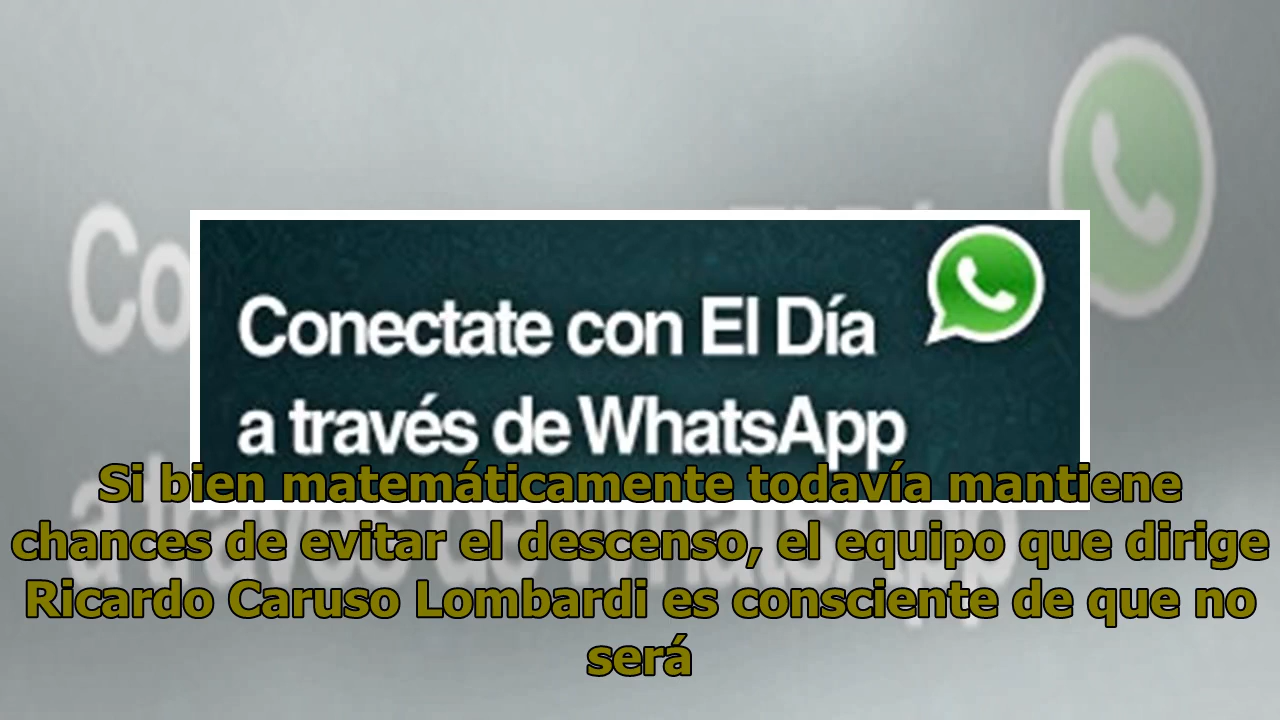 Conectate con El Día
a través de WhatsApp
Si bien matemáticamente todavía mantiene
chances de evitar el descenso, el equipo que dirige
Ricardo Caruso Lombardi es consciente de que no
será